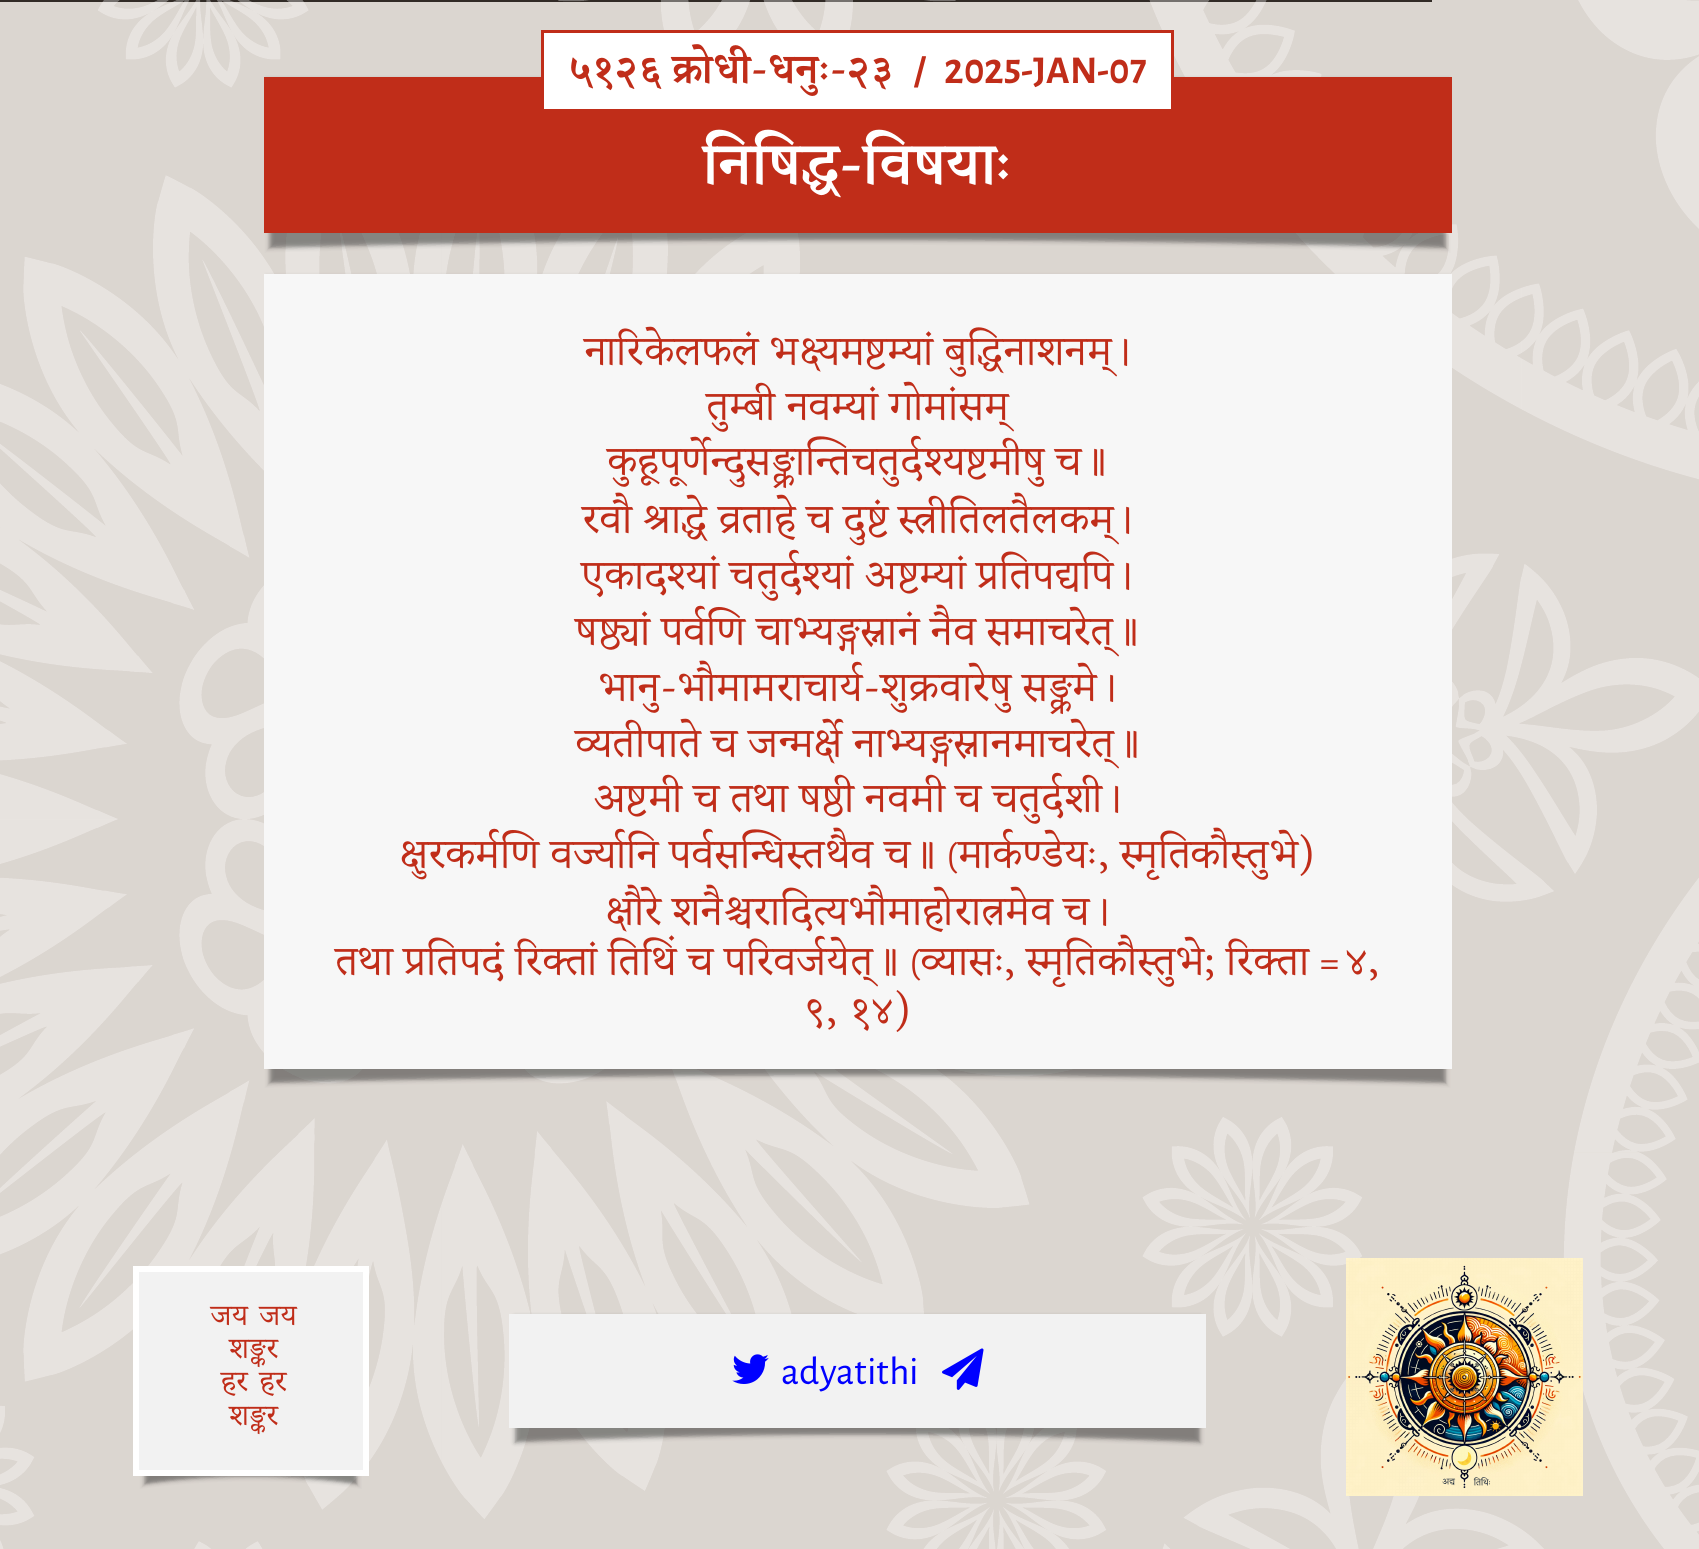 ५१२६ क्रोधी-धनुः-२३ / 2025-JAN-07
निषिद्ध-विषयाः
नारिकेलफलं भक्ष्यमष्टम्यां बुद्धिनाशनम्।
तुम्बी नवम्यां गोमांसम्
कुहूपूर्णेन्दुसङ्क्रान्तिचतुर्दश्यष्टमीषु च॥
रवौ श्राद्धे व्रताहे च दुष्टं स्त्रीतिलतैलकम्।
एकादश्यां चतुर्दश्यां अष्टम्यां प्रतिपद्यपि।
षष्ठ्यां पर्वणि चाभ्यङ्गस्नानं नैव समाचरेत्॥
भानु-भौमामराचार्य-शुक्रवारेषु सङ्क्रमे।
व्यतीपाते च जन्मर्क्षे नाभ्यङ्गस्नानमाचरेत्॥
अष्टमी च तथा षष्ठी नवमी च चतुर्दशी।
क्षुरकर्मणि वर्ज्यानि पर्वसन्धिस्तथैव च॥ (मार्कण्डेयः, स्मृतिकौस्तुभे)
क्षौरे शनैश्चरादित्यभौमाहोरात्रमेव च।
तथा प्रतिपदं रिक्तां तिथिं च परिवर्जयेत्॥ (व्यासः, स्मृतिकौस्तुभे; रिक्ता = ४,
९, १४)
जय जय
शङ्कर
हर हर
शङ्कर
adyatithi
अद्य तिथिः